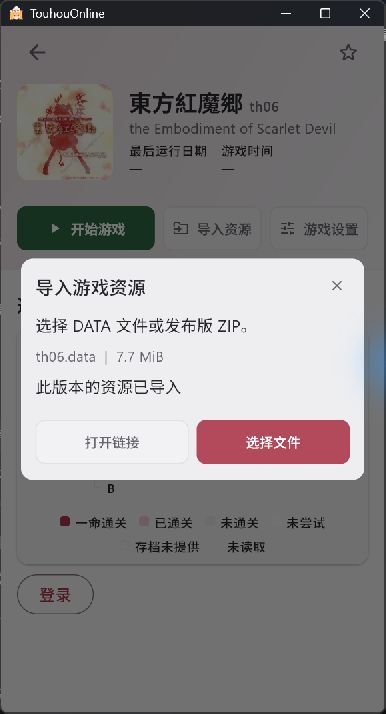 TouhouOnline
東方紅魔郷 th06
the Embodiment of Scarlet Devil
最后运行日期 游戏时间
— —
开始游戏 导入资源 游戏设置
导入游戏资源
选择 DATA 文件或发布版 ZIP。
th06.data | 7.7 MiB
此版本的资源已导入
打开链接 选择文件
B
一命通关 已通关 未通关 未尝试
存档未提供 未读取
登录